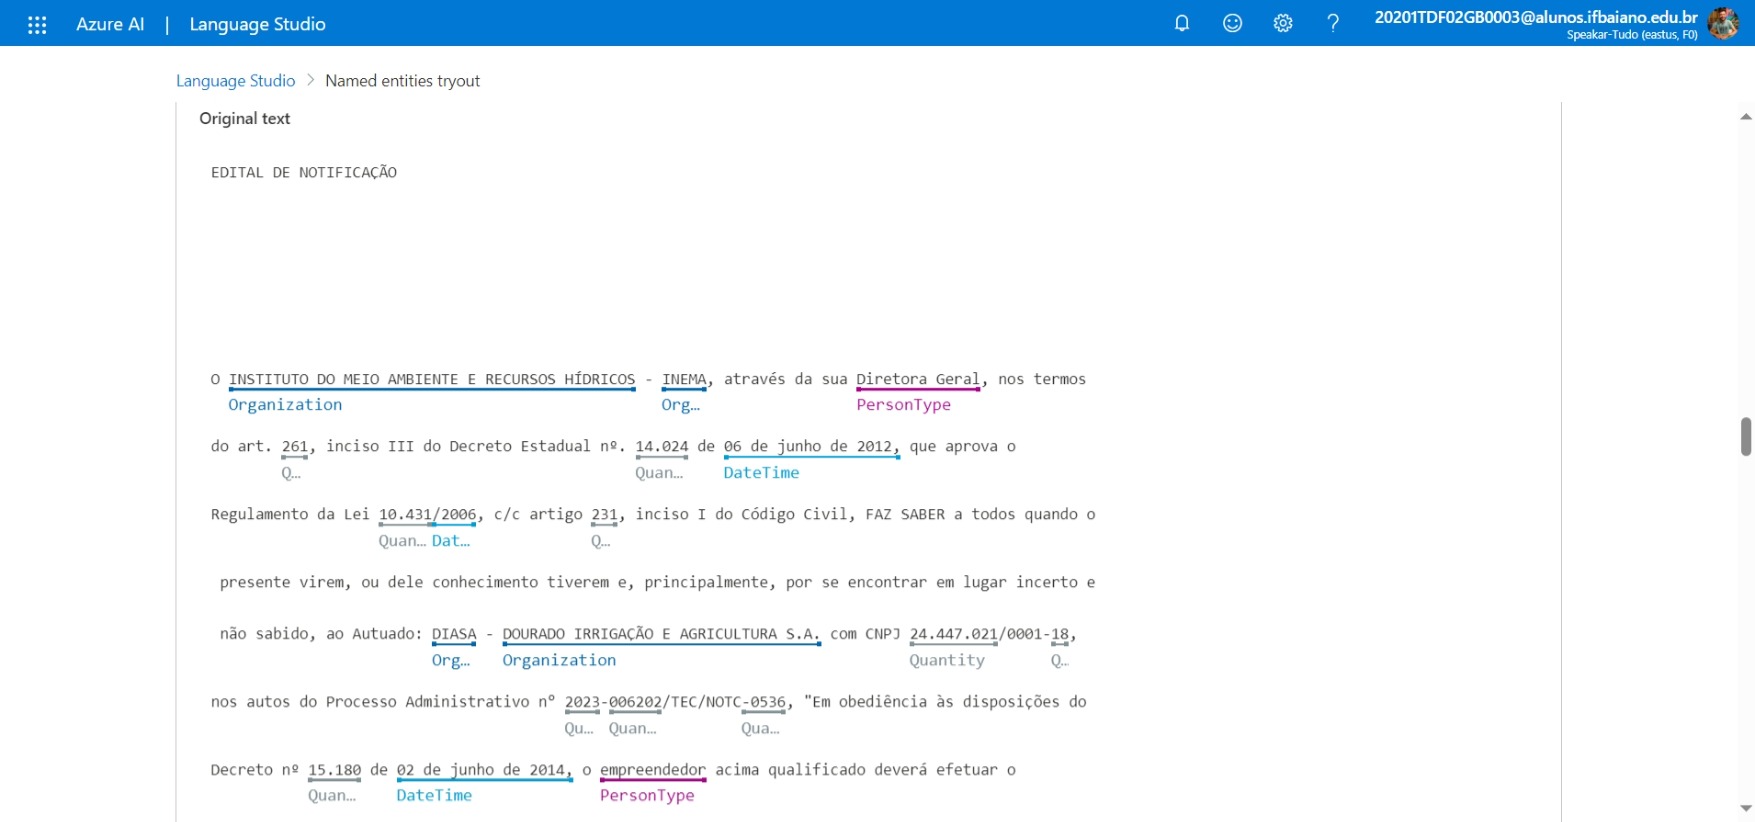 Azure AI | Language Studio
20201TDF02GB0003@alunos.ifbaiano.edu.br
Speakar-Tudo (eastus, F0)
Language Studio > Named entities tryout
Original text
EDITAL DE NOTIFICAÇÃO
O INSTITUTO DO MEIO AMBIENTE E RECURSOS HÍDRICOS - INEMA, através da sua Diretora Geral, nos termos
Organization Org… PersonType
do art. 261, inciso III do Decreto Estadual nº. 14.024 de 06 de junho de 2012, que aprova o
Q… Quan… DateTime
Regulamento da Lei 10.431/2006, c/c artigo 231, inciso I do Código Civil, FAZ SABER a todos quando o
Quan… Dat… Q…
presente virem, ou dele conhecimento tiverem e, principalmente, por se encontrar em lugar incerto e
não sabido, ao Autuado: DIASA - DOURADO IRRIGAÇÃO E AGRICULTURA S.A. com CNPJ 24.447.021/0001-18,
Org… Organization Quantity Q…
nos autos do Processo Administrativo n° 2023-006202/TEC/NOTC-0536, "Em obediência às disposições do
Qu… Quan… Qua…
Decreto nº 15.180 de 02 de junho de 2014, o empreendedor acima qualificado deverá efetuar o
Quan… DateTime PersonType